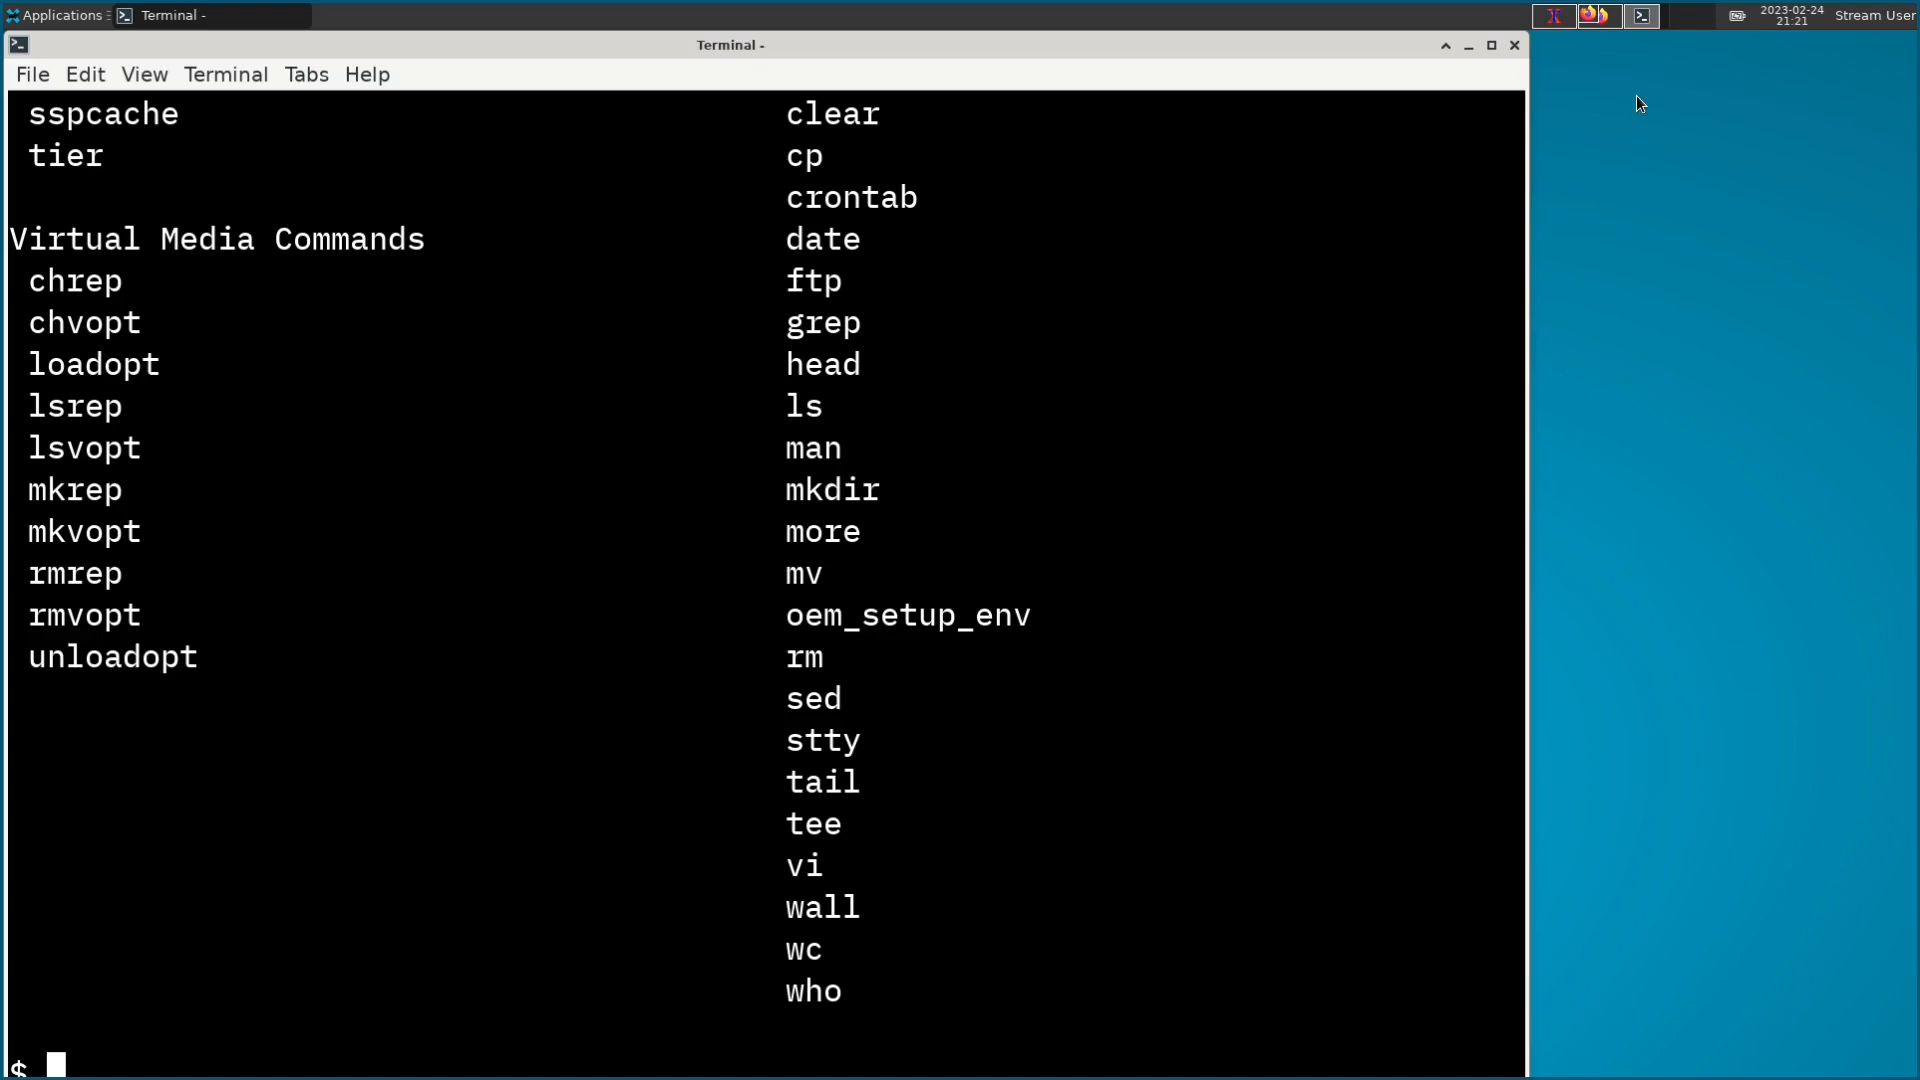 Applications
Terminal -
2023-02-24
21:21
Stream User
Terminal -
File Edit View Terminal Tabs Help
sspcache clear
tier cp
crontab
Virtual Media Commands date
chrep ftp
chvopt grep
loadopt head
lsrep ls
lsvopt man
mkrep mkdir
mkvopt more
rmrep mv
rmvopt oem_setup_env
unloadopt rm
sed
stty
tail
tee
vi
wall
wc
who
$